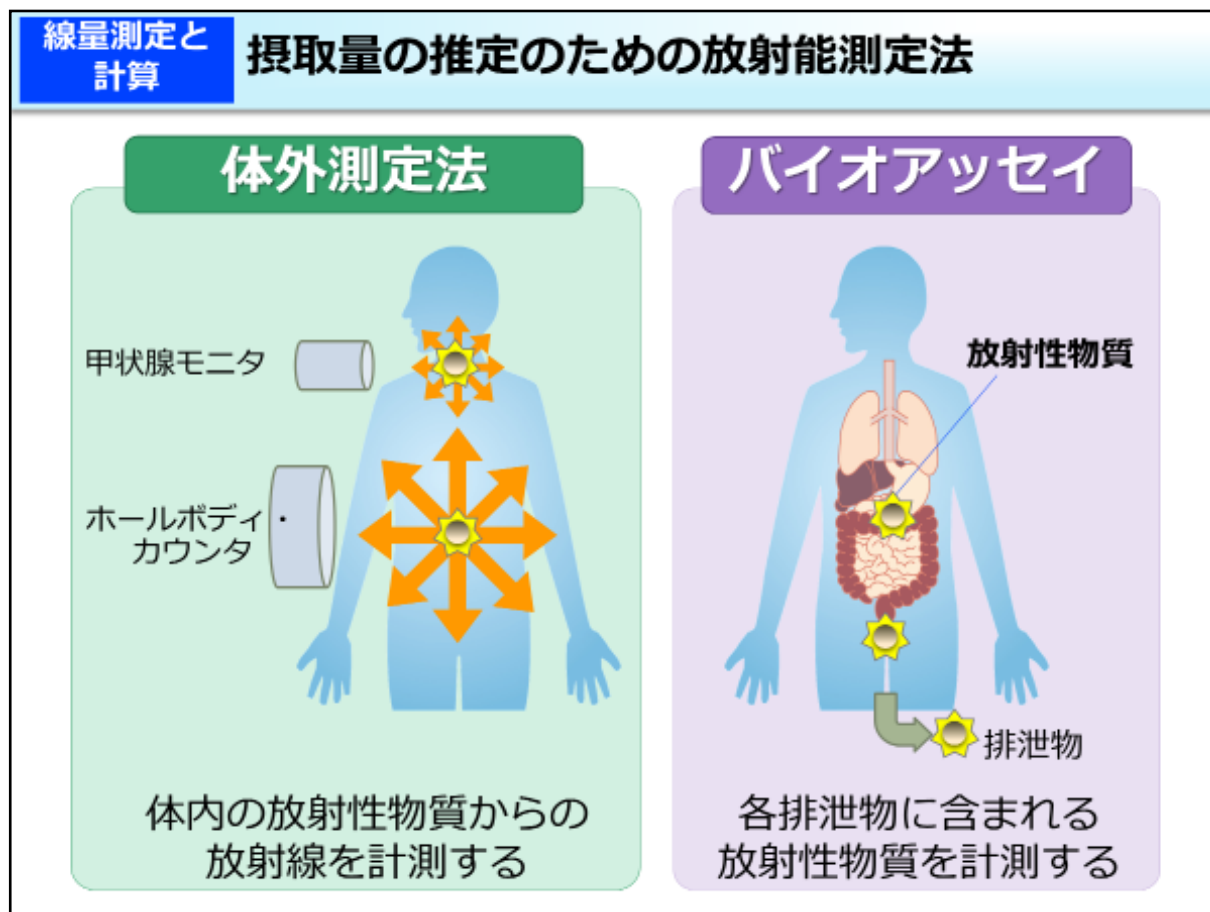 線量測定と
計算
摂取量の推定のための放射能測定法
体外測定法
甲状腺モニタ
ホールボディ・
カウンタ
体内の放射性物質からの
放射線を計測する
バイオアッセイ
放射性物質
排泄物
各排泄物に含まれる
放射性物質を計測する